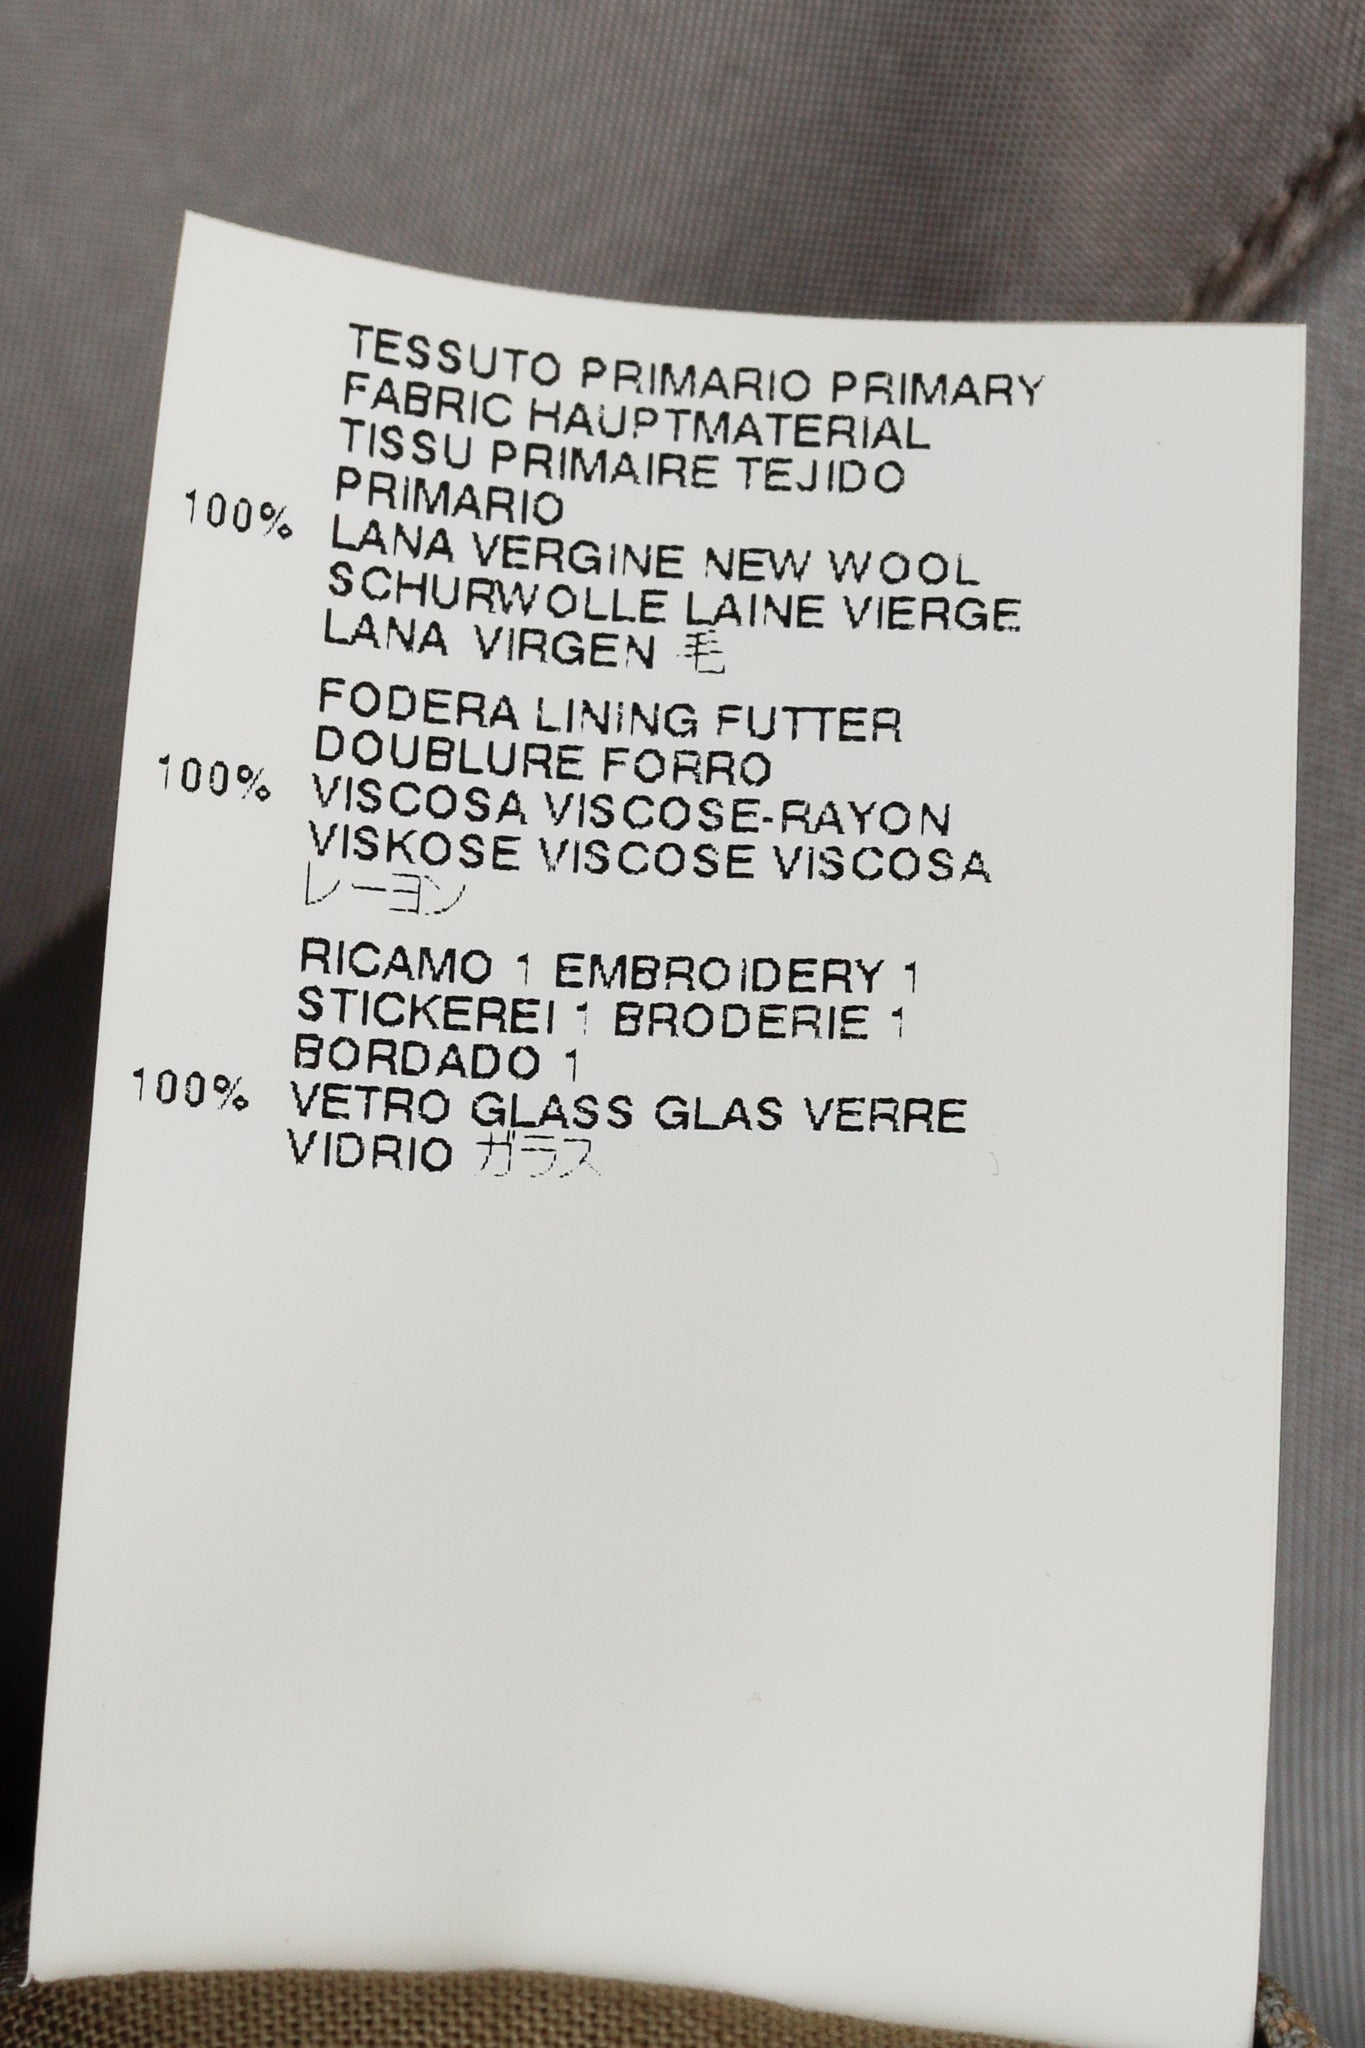 TESSUTO PRIMARIO PRIMARY
FABRIC HAUPTMATERIAL
TISSU PRIMAIRE TEJIDO
PRIMARIO
100% LANA VERGINE NEW WOOL
SCHURWOLLE LAINE VIERGE
LANA VIRGEN 毛
FODERA LINING FUTTER
DOUBLURE FORRO
100% VISCOSA VISCOSE-RAYON
VISKOSE VISCOSE VISCOSA
レーヨン
RICAMO 1 EMBROIDERY 1
STICKEREI 1 BRODERIE 1
BORDADO 1
100% VETRO GLASS GLAS VERRE
VIDRIO ガラス